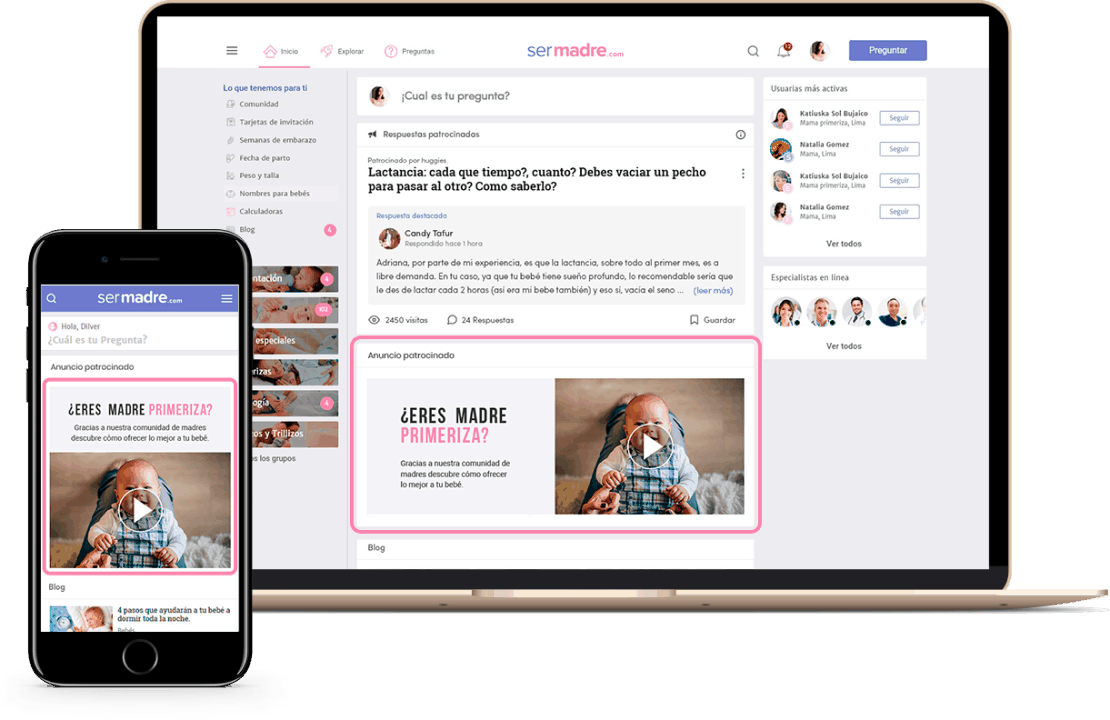 Inicio
Explorar
Preguntas
sermadre.com
12
Preguntar
Lo que tenemos para ti
Comunidad
Tarjetas de invitación
Semanas de embarazo
Fecha de parto
Peso y talla
Nombres para bebés
Calculadoras
Blog
4
4
102
especiales
4
os y Trillizos
os los grupos
¡Cual es tu pregunta?
Respuestas patrocinadas
Patrocinado por huggies
Lactancia: cada que tiempo?, cuanto? Debes vaciar un pecho
para pasar al otro? Como saberlo?
Respuesta destacada
Candy Tafur
Respondido hace 1 hora
Adriana, por parte de mi experiencia, es que la lactancia, sobre todo al primer mes, es a
libre demanda. En tu caso, ya que tu bebé tiene sueño profundo, lo recomendable sería que
le des de lactar cada 2 horas (asi era mi bebe también) y eso si, vacia el seno ... (leer más)
2450 visitas
24 Respuestas
Guardar
Anuncio patrocinado
¿ERES MADRE
PRIMERIZA?
Gracias a nuestra comunidad de
madres descubre cómo ofrecer
lo mejor a tu bebé.
Blog
Usuarias más activas
Katiuska Sol Bujaico
Mama primeriza, Lima
Seguir
Natalia Gomez
Mama, Lima
Seguir
Katiuska Sol Bujaico
Mama primeriza, Lima
Seguir
Natalia Gomez
Mama, Lima
Seguir
Ver todos
Especialistas en linea
Ver todos
sermadre.com
Hola, Dilver
¿Cuál es tu Pregunta?
Anuncio patrocinado
¿ERES MADRE PRIMERIZA?
Gracias a nuestra comunidad de madres
descubre cómo ofrecer lo mejor a tu bebé.
Blog
4 pasos que ayudarán a tu bebé a
dormir toda la noche.
Bebés